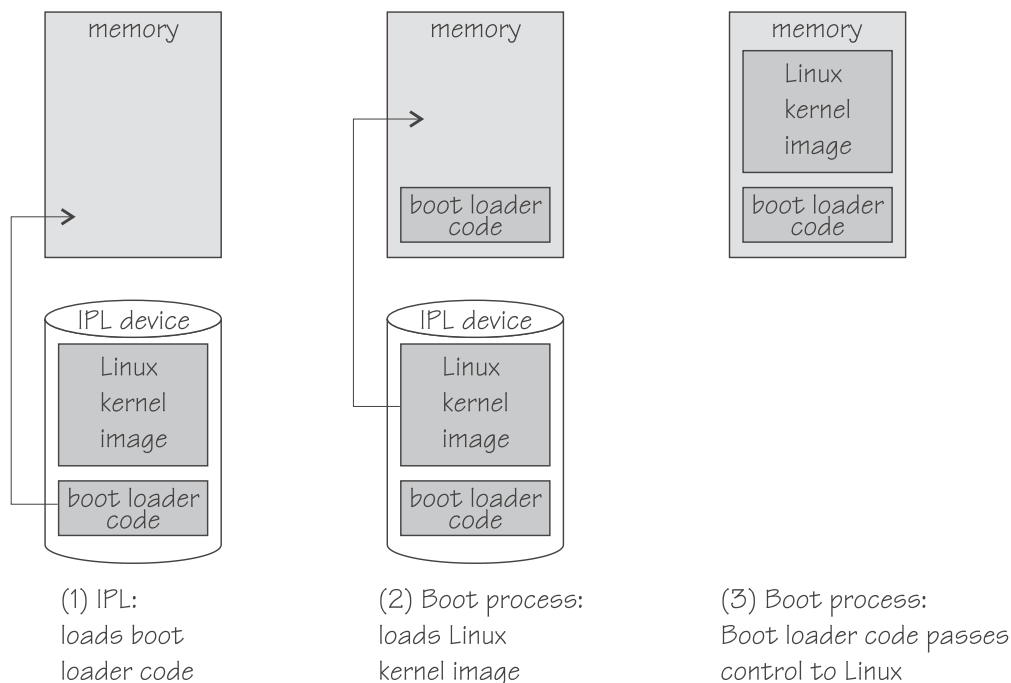 memory
IPL device
Linux
kernel
image
boot loader
code
(1) IPL:
loads boot
loader code
memory
boot loader
code
IPL device
Linux
kernel
image
boot loader
code
(2) Boot process:
loads Linux
kernel image
memory
Linux
kernel
image
boot loader
code
(3) Boot process:
Boot loader code passes
control to Linux